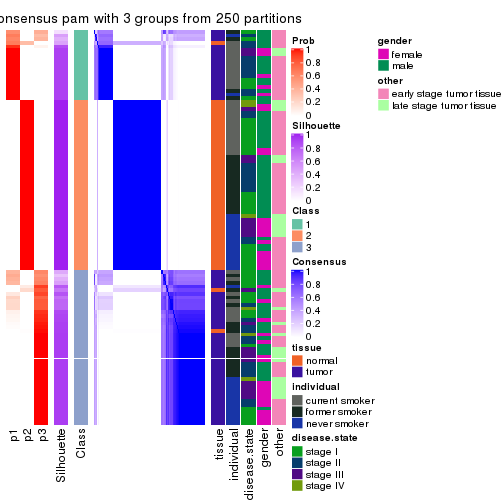 onsensus pam with 3 groups from 250 partitions
Prob
1
0.8
0.6
0.4
0.2
0
Silhouette
1
0.8
0.6
0.4
0.2
0
Class
1
2
3
Consensus
1
0.8
0.6
0.4
0.2
0
tissue
normal
tumor
individual
current smoker
former smoker
never smoker
disease.state
stage I
stage II
stage III
stage IV
gender
female
male
other
early stage tumor tissue
late stage tumor tissue
p1
p2
p3
Silhouette
Class
tissue
individual
disease.state
gender
other